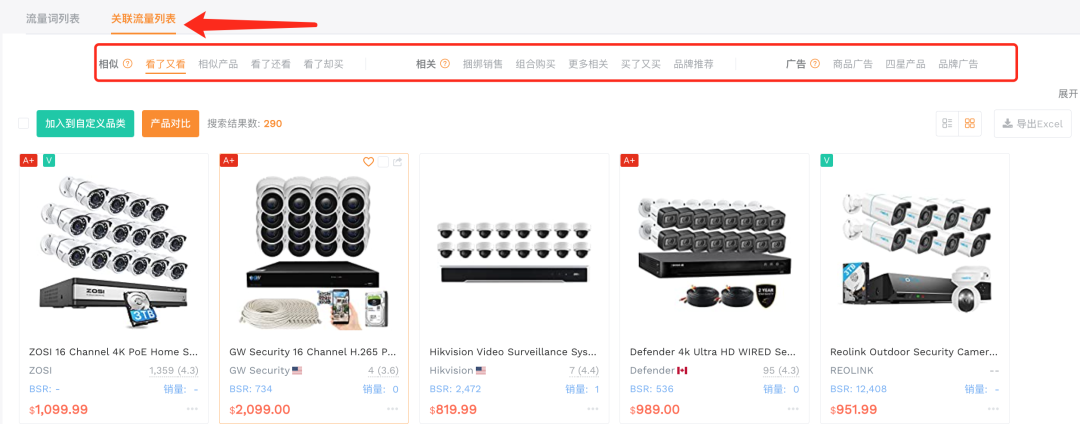 流量词列表 关联流量列表
相似 ? 看了又看 相似产品 看了还看 看了却买 相关 ? 捆绑销售 组合购买 更多相关 买了又买 品牌推荐 广告 ? 商品广告 四星产品 品牌广告
展开
加入到自定义品类 产品对比 搜索结果数: 290 导出Excel
A+ V A+ A+ V
ZOSI 3TB 2 YEAR
ZOSI 16 Channel 4K PoE Home S... GW Security 16 Channel H.265 P... Hikvision Video Surveillance Sys... Defender 4k Ultra HD WIRED Se... Reolink Outdoor Security Camer...
ZOSI 1,359 (4.3) GW Security 4 (3.6) Hikvision 7 (4.4) Defender 95 (4.3) REOLINK --
BSR: - 销量: - BSR: 734 销量: 0 BSR: 2,472 销量: 1 BSR: 536 销量: 0 BSR: 12,408 销量: -
$1,099.99 ... $2,099.00 ... $819.99 ... $989.00 ... $951.99 ...